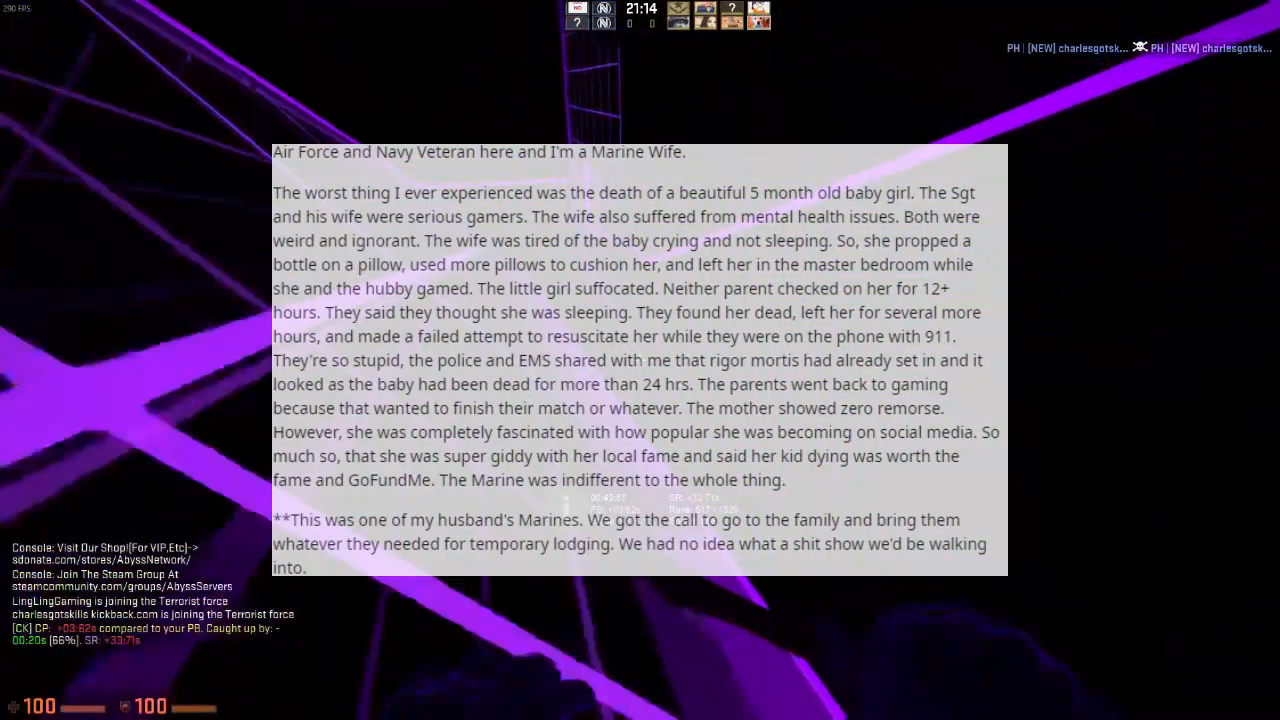 290 FPS
NO
21:14
?
?
0 0
PH | [NEW] charlesgotsk... PH | [NEW] charlesgotsk...
Air Force and Navy Veteran here and I'm a Marine Wife.
The worst thing I ever experienced was the death of a beautiful 5 month old baby girl. The Sgt
and his wife were serious gamers. The wife also suffered from mental health issues. Both were
weird and ignorant. The wife was tired of the baby crying and not sleeping. So, she propped a
bottle on a pillow, used more pillows to cushion her, and left her in the master bedroom while
she and the hubby gamed. The little girl suffocated. Neither parent checked on her for 12+
hours. They said they thought she was sleeping. They found her dead, left her for several more
hours, and made a failed attempt to resuscitate her while they were on the phone with 911.
They're so stupid, the police and EMS shared with me that rigor mortis had already set in and it
looked as the baby had been dead for more than 24 hrs. The parents went back to gaming
because that wanted to finish their match or whatever. The mother showed zero remorse.
However, she was completely fascinated with how popular she was becoming on social media. So
much so, that she was super giddy with her local fame and said her kid dying was worth the
fame and GoFundMe. The Marine was indifferent to the whole thing.
**This was one of my husband's Marines. We got the call to go to the family and bring them
whatever they needed for temporary lodging. We had no idea what a shit show we'd be walking
into.
Console: Visit Our Shop!(For VIP,Etc)->
sdonate.com/stores/AbyssNetwork/
Console: Join The Steam Group At
steamcommunity.com/groups/AbyssServers
LingLingGaming is joining the Terrorist force
charlesgotskills kickback.com is joining the Terrorist force
[CK] CP: +03:62s compared to your PB. Caught up by: -
00:20s (66%). SR: +33:71s
100 100